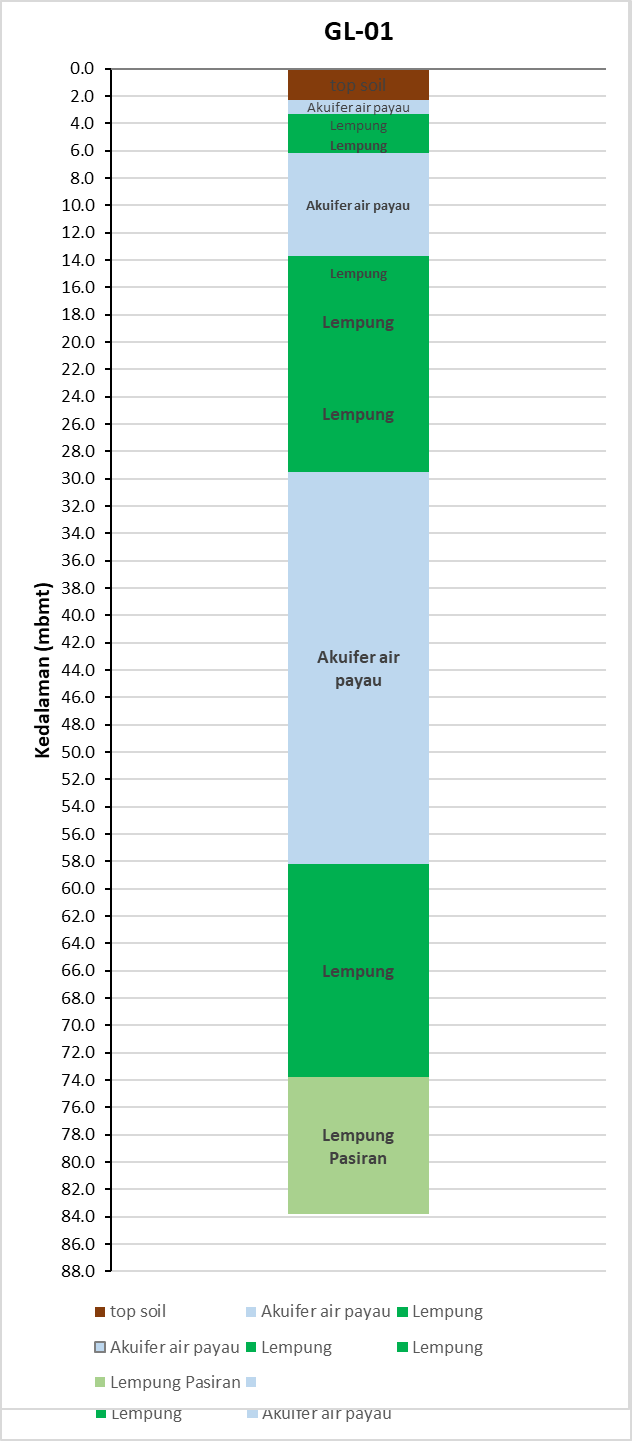 GL-01
0.0
2.0
4.0
6.0
8.0
10.0
12.0
14.0
16.0
18.0
20.0
22.0
24.0
26.0
28.0
30.0
32.0
34.0
36.0
38.0
40.0
42.0
44.0
46.0
48.0
50.0
52.0
54.0
56.0
58.0
60.0
62.0
64.0
66.0
68.0
70.0
72.0
74.0
76.0
78.0
80.0
82.0
84.0
86.0
88.0
Kedalaman (mbmt)
top soil
Akuifer air payau
Lempung
Lempung
Akuifer air payau
Lempung
Lempung
Lempung
Akuifer air
payau
Lempung
Lempung
Pasiran
top soil Akuifer air payau Lempung
Akuifer air payau Lempung Lempung
Lempung Pasiran
Lempung Akuifer air payau